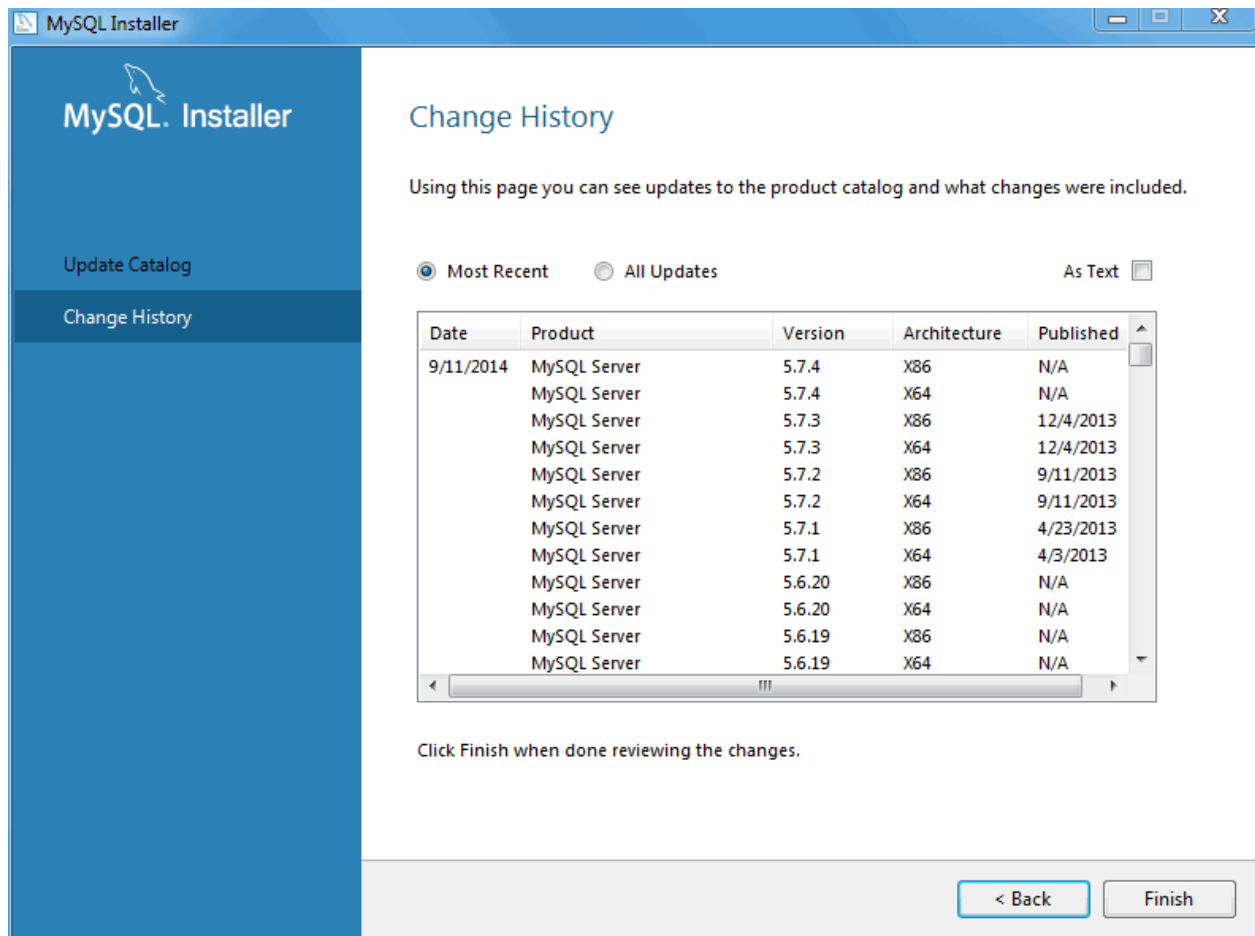 MySQL Installer
MySQL. Installer
Update Catalog
Change History
Change History
Using this page you can see updates to the product catalog and what changes were included.
Most Recent All Updates As Text
Date Product Version Architecture Published
9/11/2014 MySQL Server 5.7.4 X86 N/A
MySQL Server 5.7.4 X64 N/A
MySQL Server 5.7.3 X86 12/4/2013
MySQL Server 5.7.3 X64 12/4/2013
MySQL Server 5.7.2 X86 9/11/2013
MySQL Server 5.7.2 X64 9/11/2013
MySQL Server 5.7.1 X86 4/23/2013
MySQL Server 5.7.1 X64 4/3/2013
MySQL Server 5.6.20 X86 N/A
MySQL Server 5.6.20 X64 N/A
MySQL Server 5.6.19 X86 N/A
MySQL Server 5.6.19 X64 N/A
Click Finish when done reviewing the changes.
< Back Finish